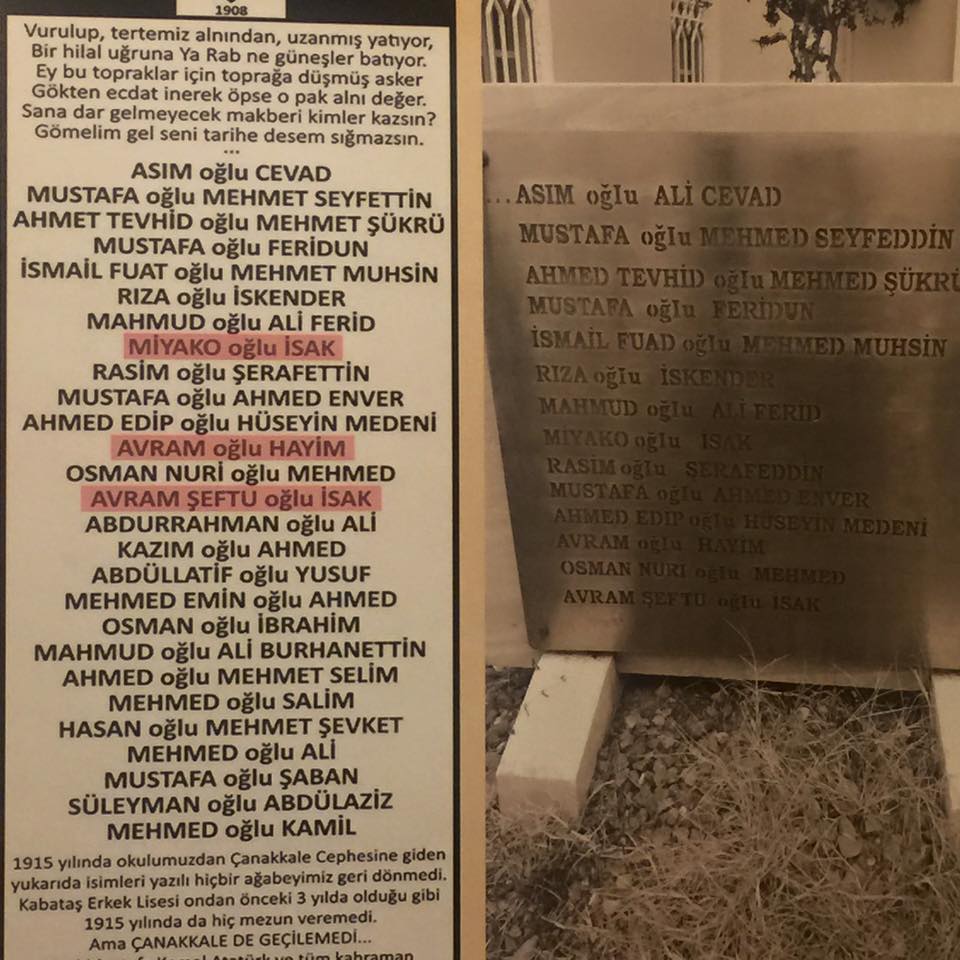 1908
Vurulup, tertemiz alnından, uzanmış yatıyor,
Bir hilal uğruna Ya Rab ne güneşler batıyor.
Ey bu topraklar için toprağa düşmüş asker
Gökten ecdat inerek öpse o pak alnı değer.
Sana dar gelmeyecek makberi kimler kazsın?
Gömelim gel seni tarihe desem sığmazsın.
...
ASIM oğlu CEVAD
MUSTAFA oğlu MEHMET SEYFETTİN
AHMET TEVHİD oğlu MEHMET ŞÜKRÜ
MUSTAFA oğlu FERİDUN
İSMAİL FUAT oğlu MEHMET MUHSİN
RIZA oğlu İSKENDER
MAHMUD oğlu ALİ FERİD
MİYAKO oğlu İSAK
RASİM oğlu ŞERAFETTİN
MUSTAFA oğlu AHMED ENVER
AHMED EDİP oğlu HÜSEYİN MEDENİ
AVRAM oğlu HAYİM
OSMAN NURİ oğlu MEHMED
AVRAM ŞEFTU oğlu İSAK
ABDURRAHMAN oğlu ALİ
KAZIM oğlu AHMED
ABDÜLLATİF oğlu YUSUF
MEHMED EMİN oğlu AHMED
OSMAN oğlu İBRAHİM
MAHMUD oğlu ALİ BURHANETTİN
AHMED oğlu MEHMET SELİM
MEHMED oğlu SALİM
HASAN oğlu MEHMET ŞEVKET
MEHMED oğlu ALİ
MUSTAFA oğlu ŞABAN
SÜLEYMAN oğlu ABDÜLAZİZ
MEHMED oğlu KAMİL
1915 yılında okulumuzdan Çanakkale Cephesine giden
yukarıda isimleri yazılı hiçbir ağabeyimiz geri dönmedi.
Kabataş Erkek Lisesi ondan önceki 3 yılda olduğu gibi
1915 yılında da hiç mezun veremedi.
Ama ÇANAKKALE DE GEÇİLEMEDİ...
Kemal Atatürk ve tüm kahraman
...ASIM oğlu ALİ CEVAD
MUSTAFA oğlu MEHMED SEYFEDDİN
AHMED TEVHİD oğlu MEHMED ŞÜKRÜ
MUSTAFA oğlu FERİDUN
İSMAİL FUAD oğlu MEHMED MUHSİN
RIZA oğlu İSKENDER
MAHMUD oğlu ALİ FERİD
MİYAKO oğlu ISAK
RASİM oğlu ŞERAFEDDİN
MUSTAFA oğlu AHMED ENVER
AHMED EDİP oğlu HÜSEYİN MEDENİ
AVRAM oğlu HAYİM
OSMAN NURİ oğlu MEHMED
AVRAM ŞEFTU oğlu ISAK